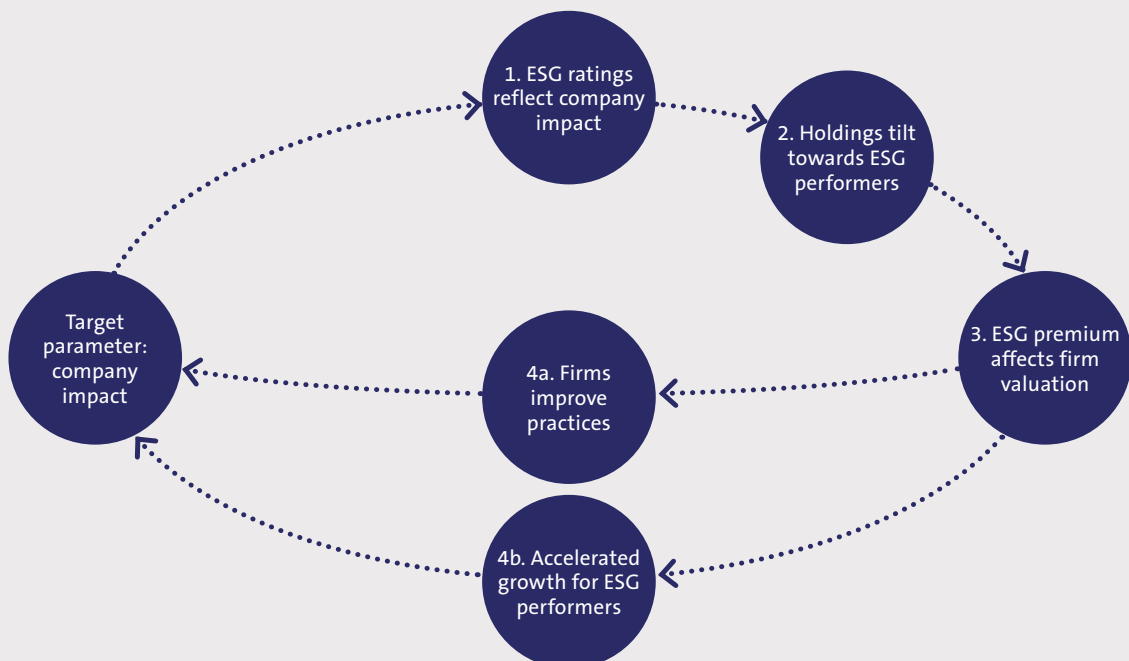 1. ESG ratings
reflect company
impact
2. Holdings tilt
towards ESG
performers
3. ESG premium
affects firm
valuation
4a. Firms
improve
practices
4b. Accelerated
growth for ESG
performers
Target
parameter:
company
impact